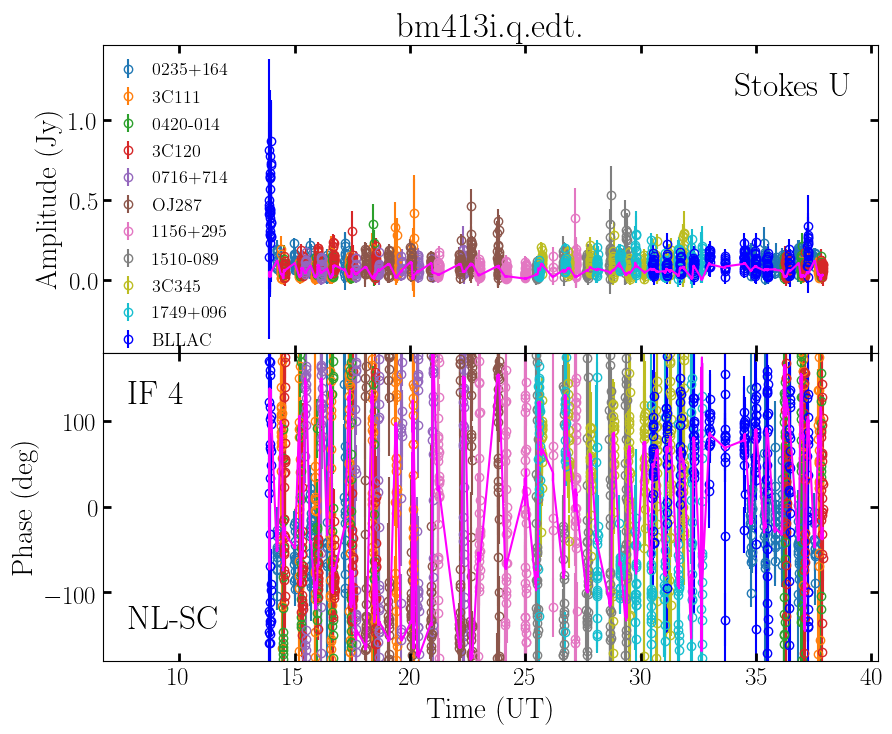 bm413i.q.edt.
Stokes U
0235+164
3C111
0420-014
3C120
0716+714
OJ287
1156+295
1510-089
3C345
1749+096
BLLAC
Amplitude (Jy)
1.0
0.5
0.0
IF 4
NL-SC
Phase (deg)
100
0
−100
10 15 20 25 30 35 40
Time (UT)